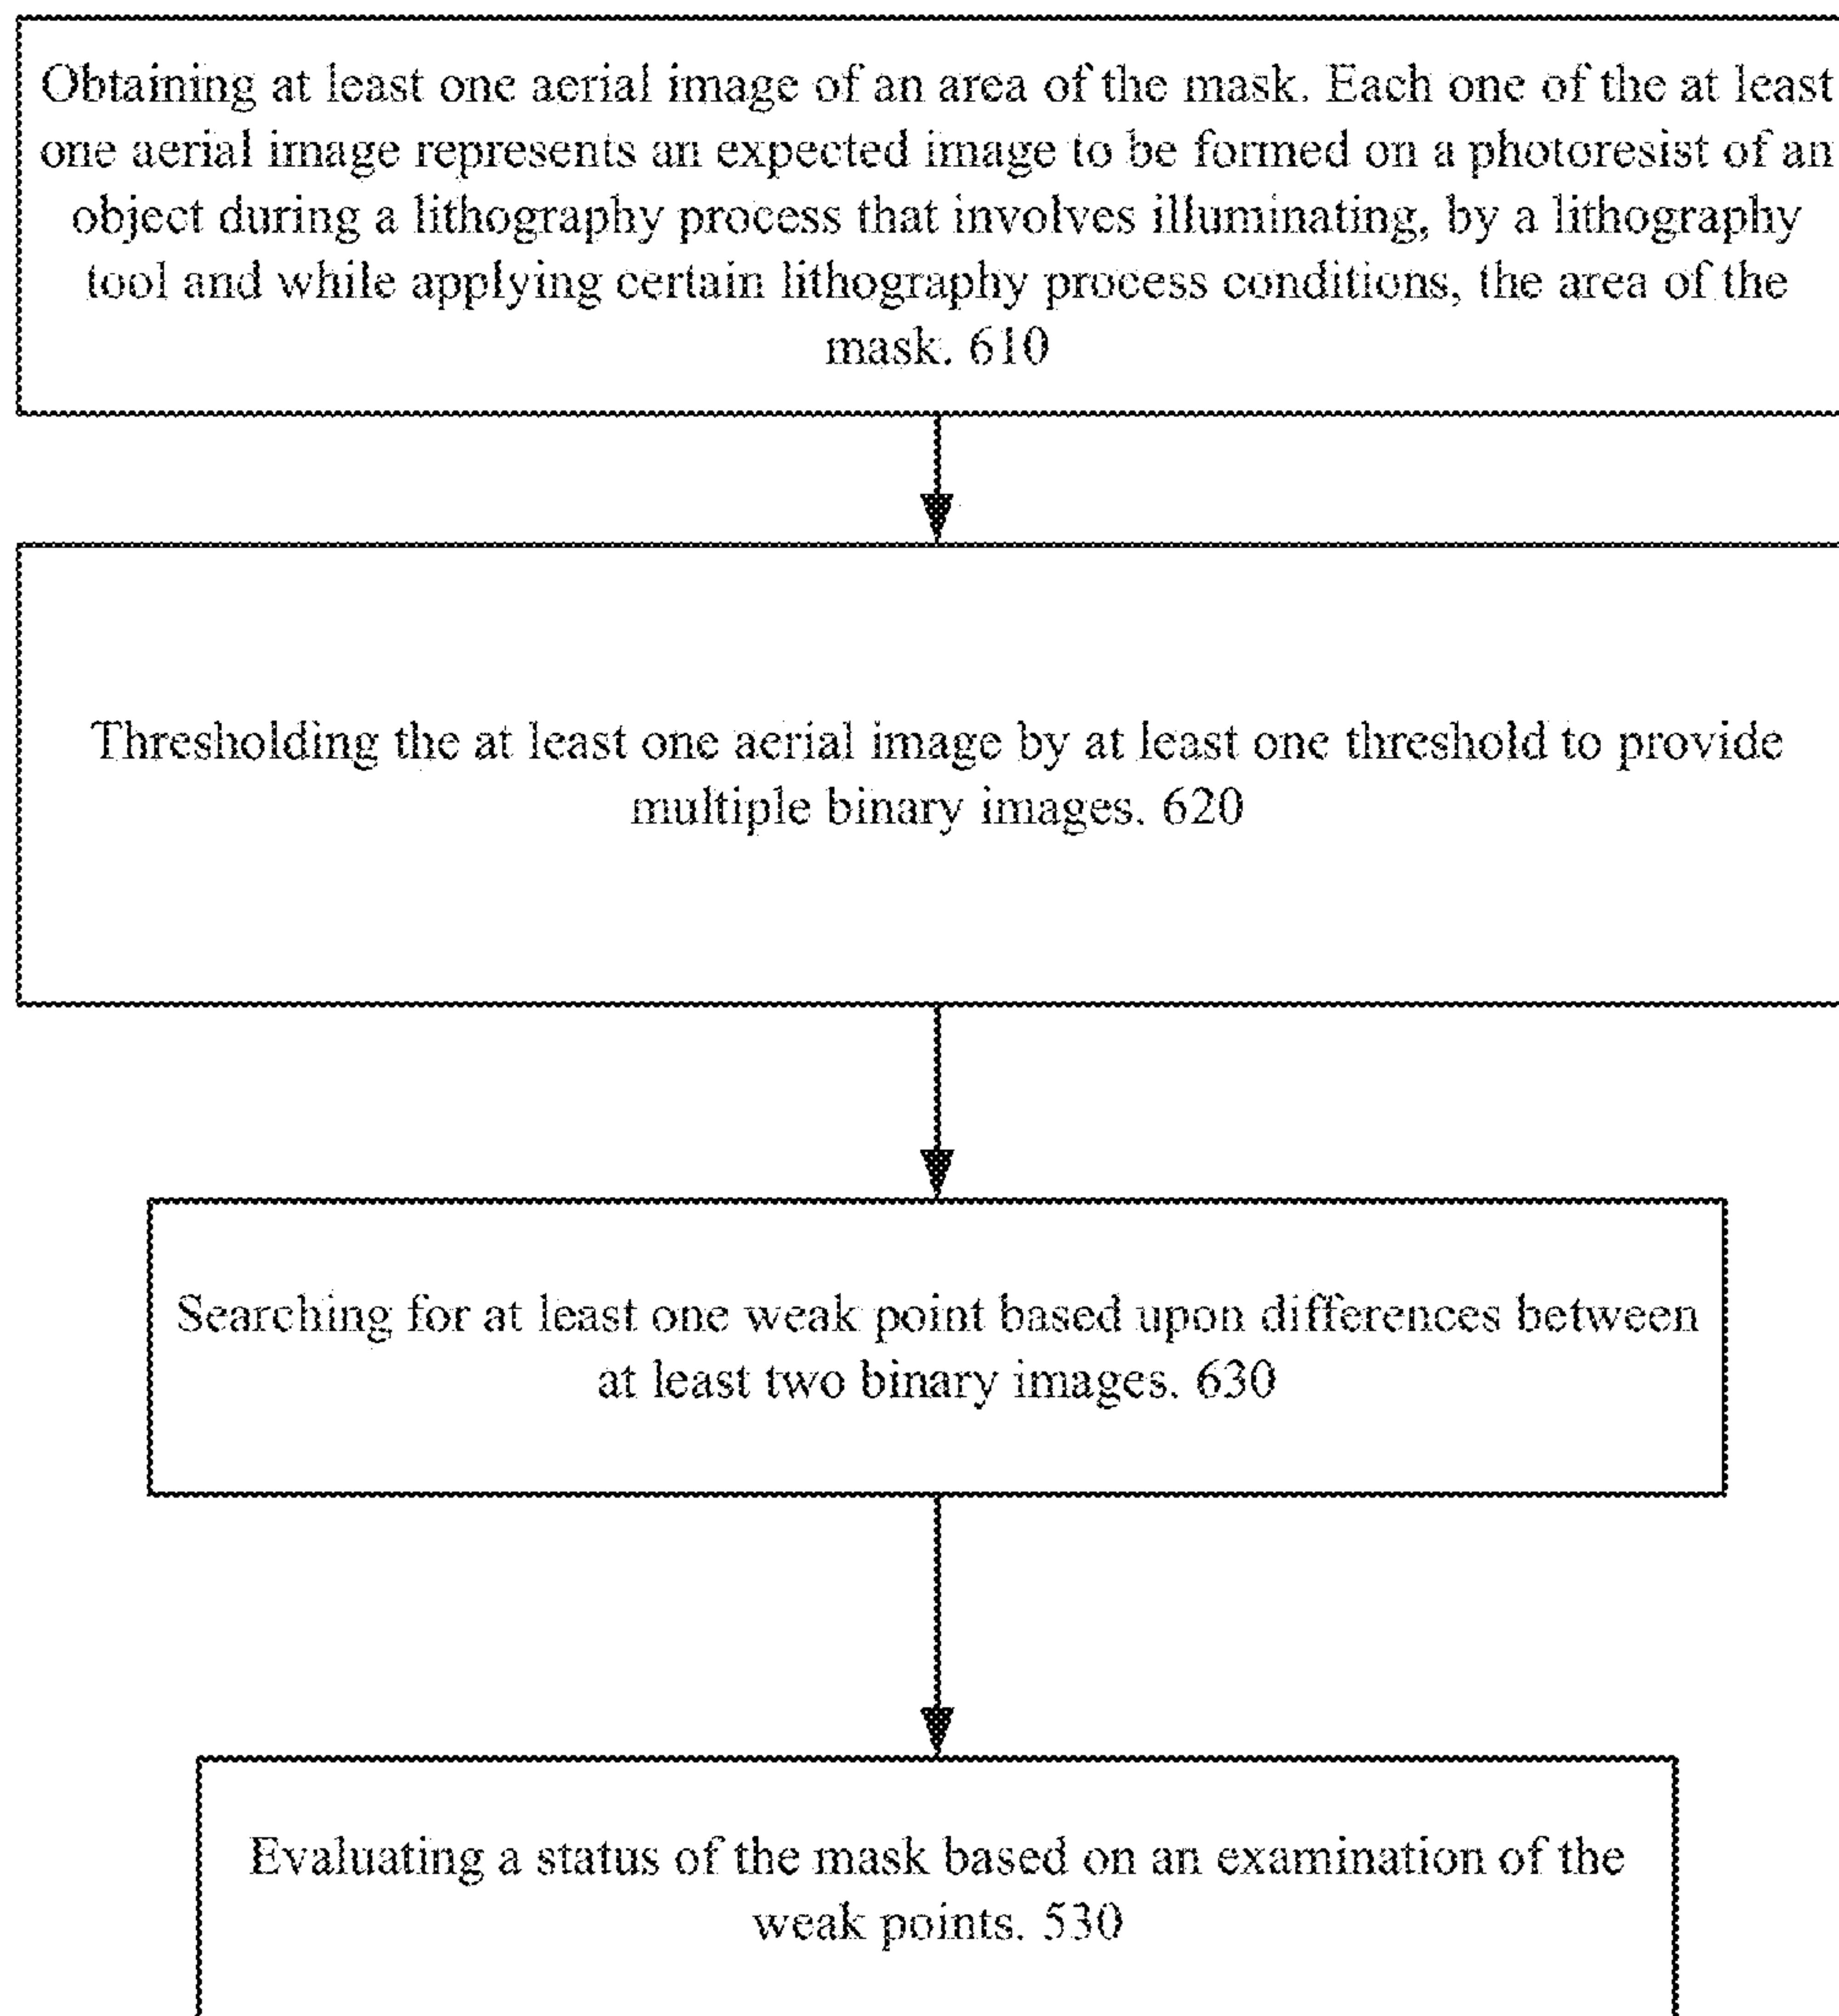 Obtaining at least one aerial image of an area of the mask. Each one of the at least
one aerial image represents an expected image to be formed on a photoresist of an
object during a lithography process that involves illuminating, by a lithography
tool and while applying certain lithography process conditions, the area of the
mask. 610
Thresholding the at least one aerial image by at least one threshold to provide
multiple binary images. 620
Searching for at least one weak point based upon differences between
at least two binary images. 630
Evaluating a status of the mask based on an examination of the
weak points. 530